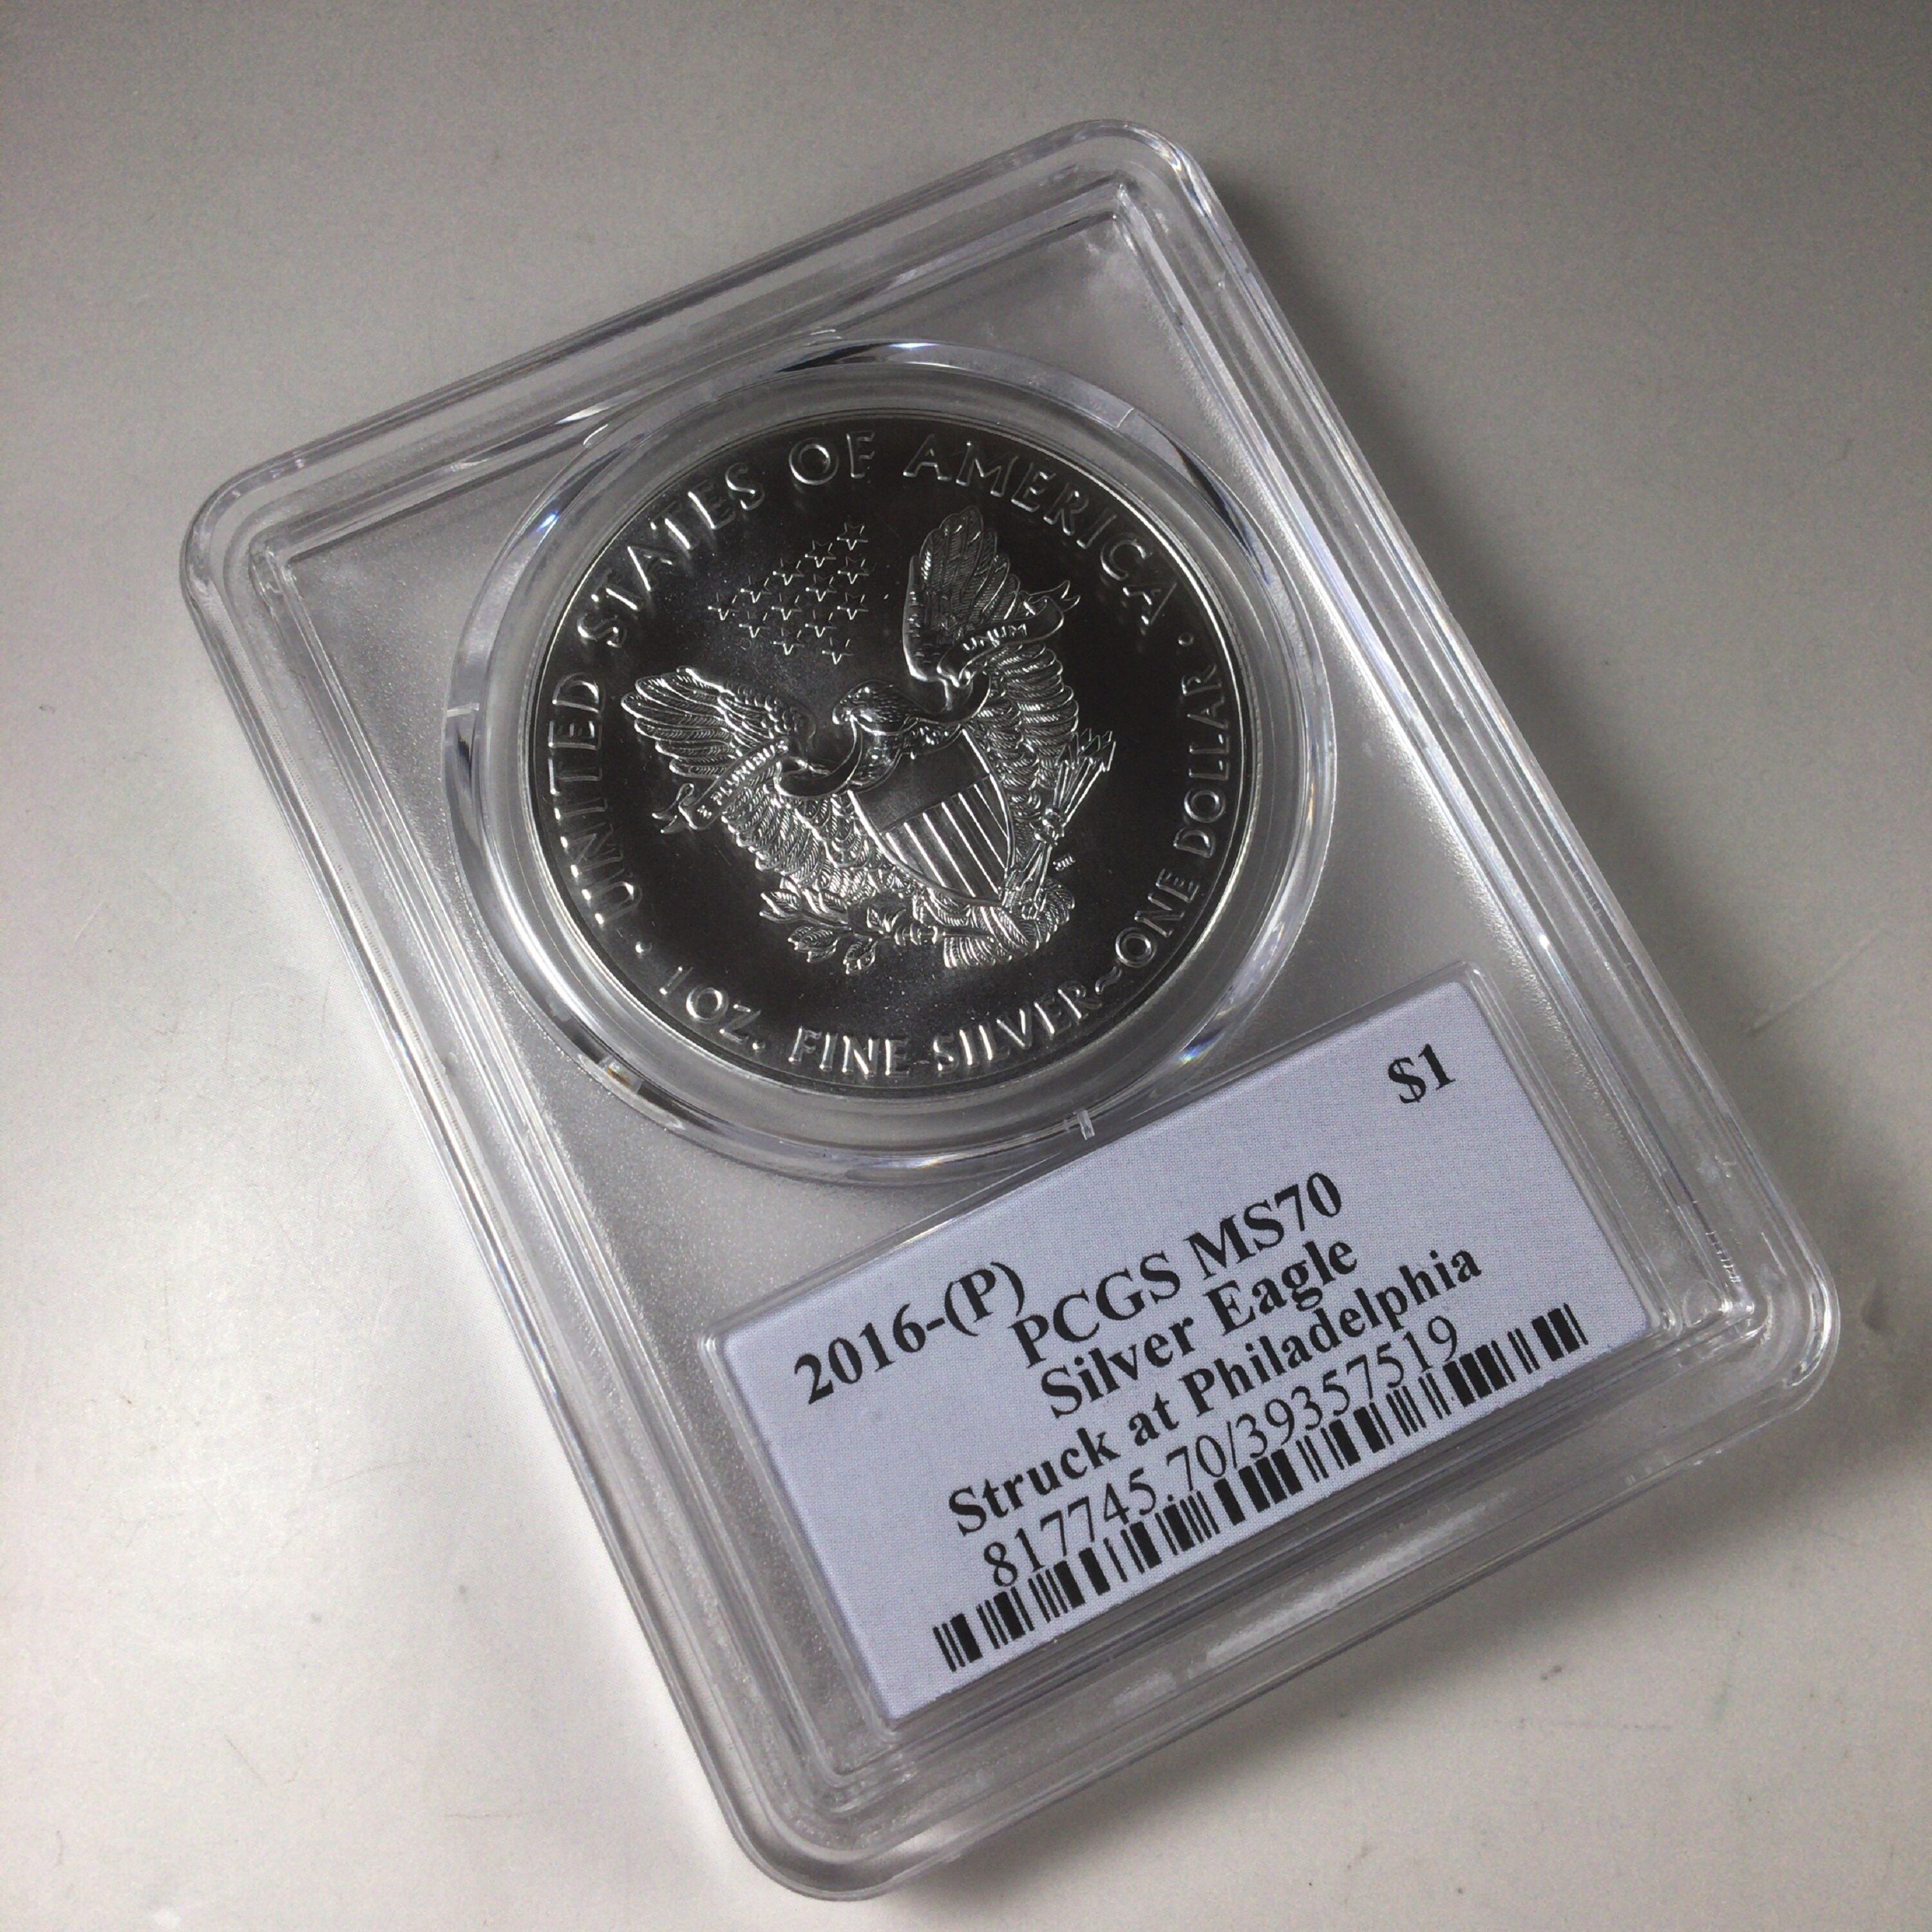 UNITED STATES OF AMERICA
E PLURIBUS
UNUM
• 1 OZ. FINE SILVER~ONE DOLLAR •
$1
2016-(P)
PCGS MS70
Silver Eagle
Struck at Philadelphia
817745.70/39357519